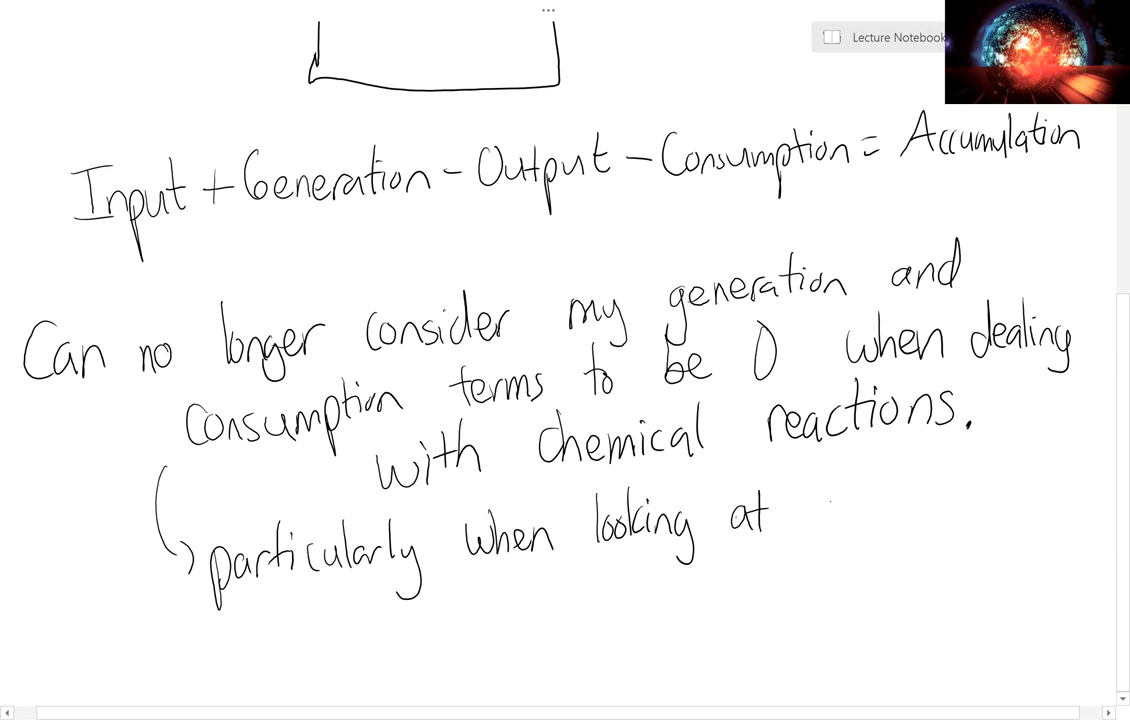 Lecture Notebook
Input + Generation - Output - Consumption = Accumulation
Can no longer consider my generation and
consumption terms to be 0 when dealing
with chemical reactions.
particularly when looking at